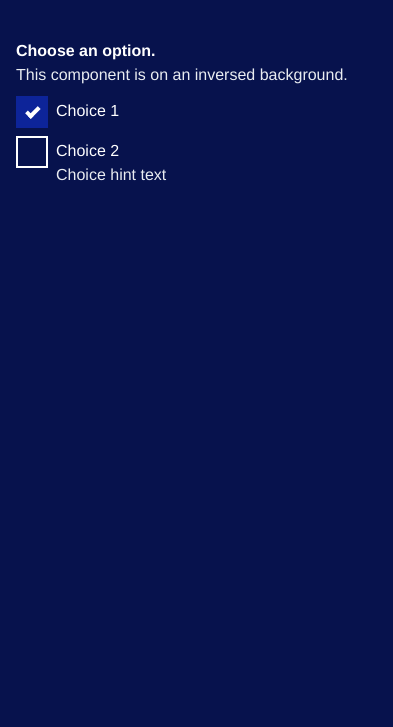 Choose an option.
This component is on an inversed background.
Choice 1
Choice 2
Choice hint text